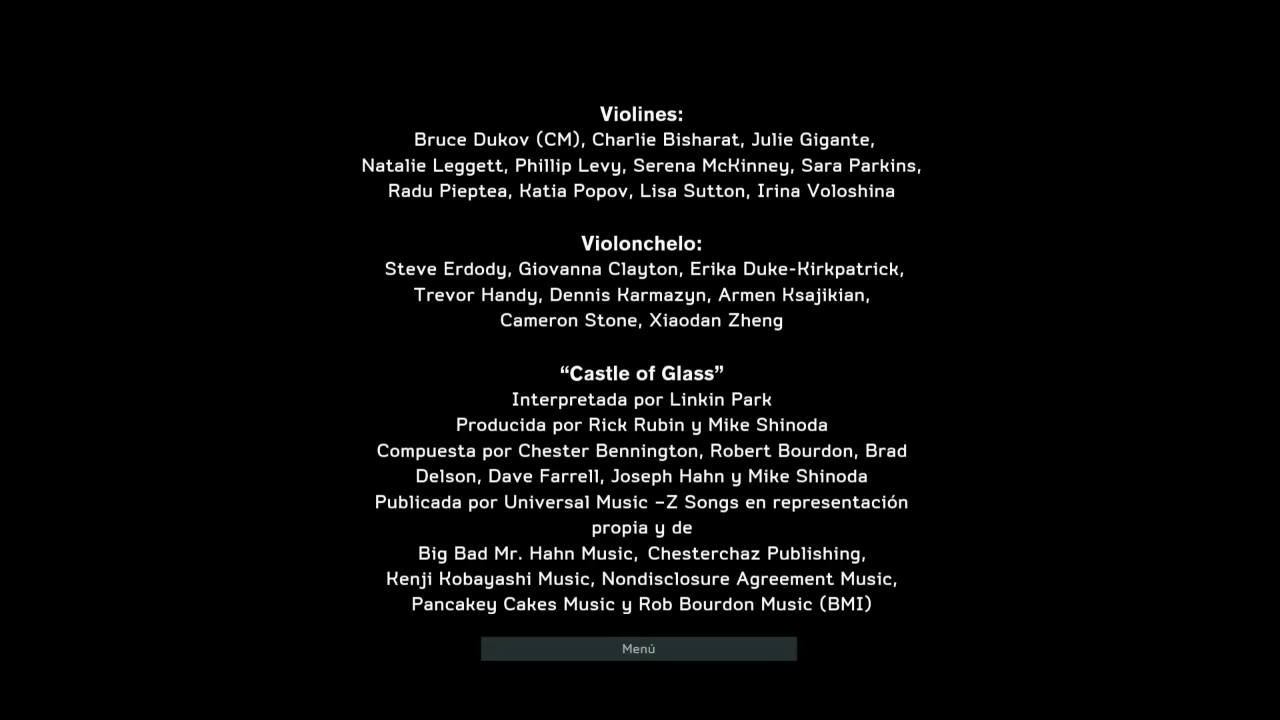 Violines:
Bruce Dukov (CM), Charlie Bisharat, Julie Gigante,
Natalie Leggett, Phillip Levy, Serena McKinney, Sara Parkins,
Radu Pieptea, Katia Popov, Lisa Sutton, Irina Voloshina
Violonchelo:
Steve Erdody, Giovanna Clayton, Erika Duke-Kirkpatrick,
Trevor Handy, Dennis Karmazyn, Armen Ksajikian,
Cameron Stone, Xiaodan Zheng
“Castle of Glass”
Interpretada por Linkin Park
Producida por Rick Rubin y Mike Shinoda
Compuesta por Chester Bennington, Robert Bourdon, Brad
Delson, Dave Farrell, Joseph Hahn y Mike Shinoda
Publicada por Universal Music –Z Songs en representación
propia y de
Big Bad Mr. Hahn Music, Chesterchaz Publishing,
Kenji Kobayashi Music, Nondisclosure Agreement Music,
Pancakey Cakes Music y Rob Bourdon Music (BMI)
Menú